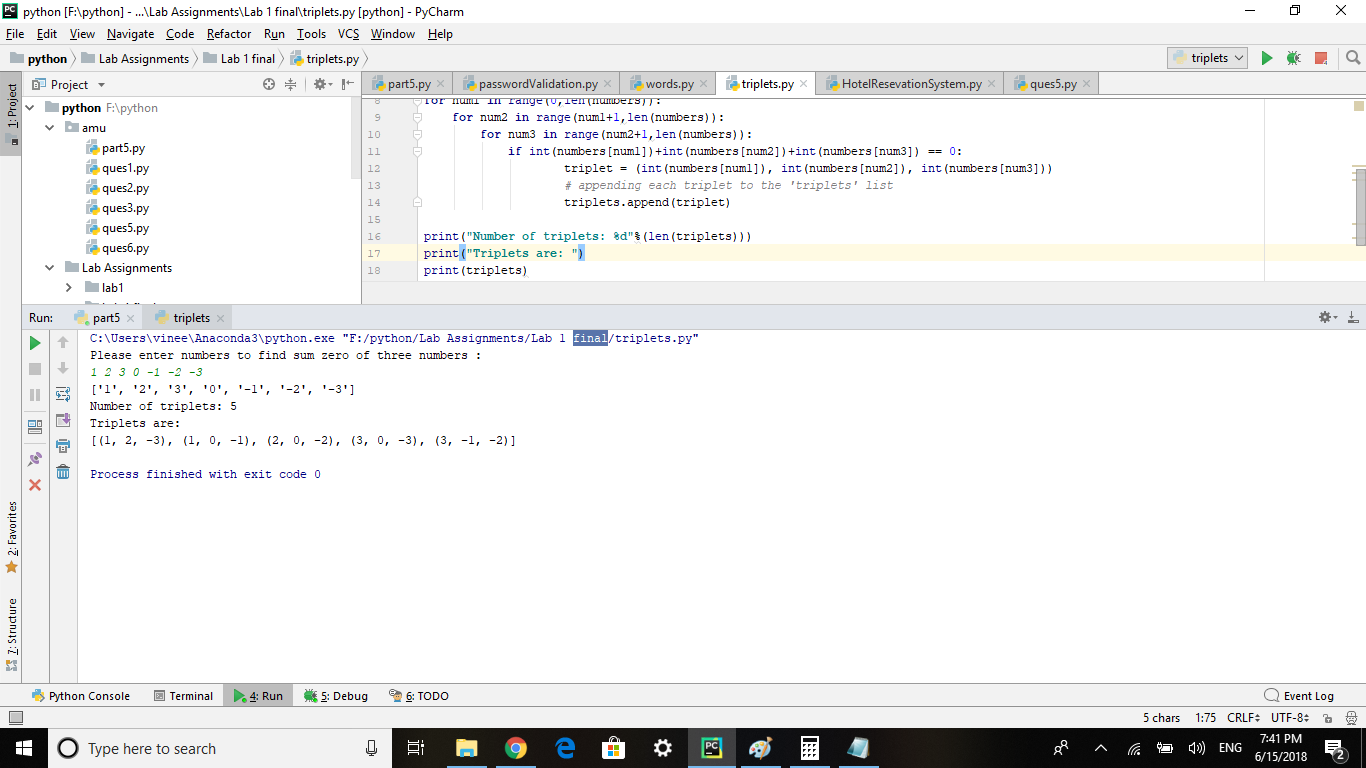 python [F:\python] - ...\Lab Assignments\Lab 1 final\triplets.py [python] - PyCharm
File Edit View Navigate Code Refactor Run Tools VCS Window Help
python Lab Assignments Lab 1 final triplets.py triplets
1: Project
Project
part5.py passwordValidation.py words.py triplets.py HotelResevationSystem.py ques5.py
python F:\python
amu
part5.py
ques1.py
ques2.py
ques3.py
ques5.py
ques6.py
Lab Assignments
lab1
8 for num1 in range(0,len(numbers)):
9 for num2 in range(num1+1,len(numbers)):
10 for num3 in range(num2+1,len(numbers)):
11 if int(numbers[num1])+int(numbers[num2])+int(numbers[num3]) == 0:
12 triplet = (int(numbers[num1]), int(numbers[num2]), int(numbers[num3]))
13 # appending each triplet to the 'triplets' list
14 triplets.append(triplet)
15
16 print("Number of triplets: %d"%(len(triplets)))
17 print("Triplets are: ")
18 print(triplets)
Run: part5 triplets
C:\Users\vinee\Anaconda3\python.exe "F:/python/Lab Assignments/Lab 1 final/triplets.py"
Please enter numbers to find sum zero of three numbers :
1 2 3 0 -1 -2 -3
['1', '2', '3', '0', '-1', '-2', '-3']
Number of triplets: 5
Triplets are:
[(1, 2, -3), (1, 0, -1), (2, 0, -2), (3, 0, -3), (3, -1, -2)]
Process finished with exit code 0
2: Favorites
7: Structure
Python Console Terminal 4: Run 5: Debug 6: TODO Event Log
5 chars 1:75 CRLF UTF-8
Type here to search
PC
ENG
7:41 PM
6/15/2018
2